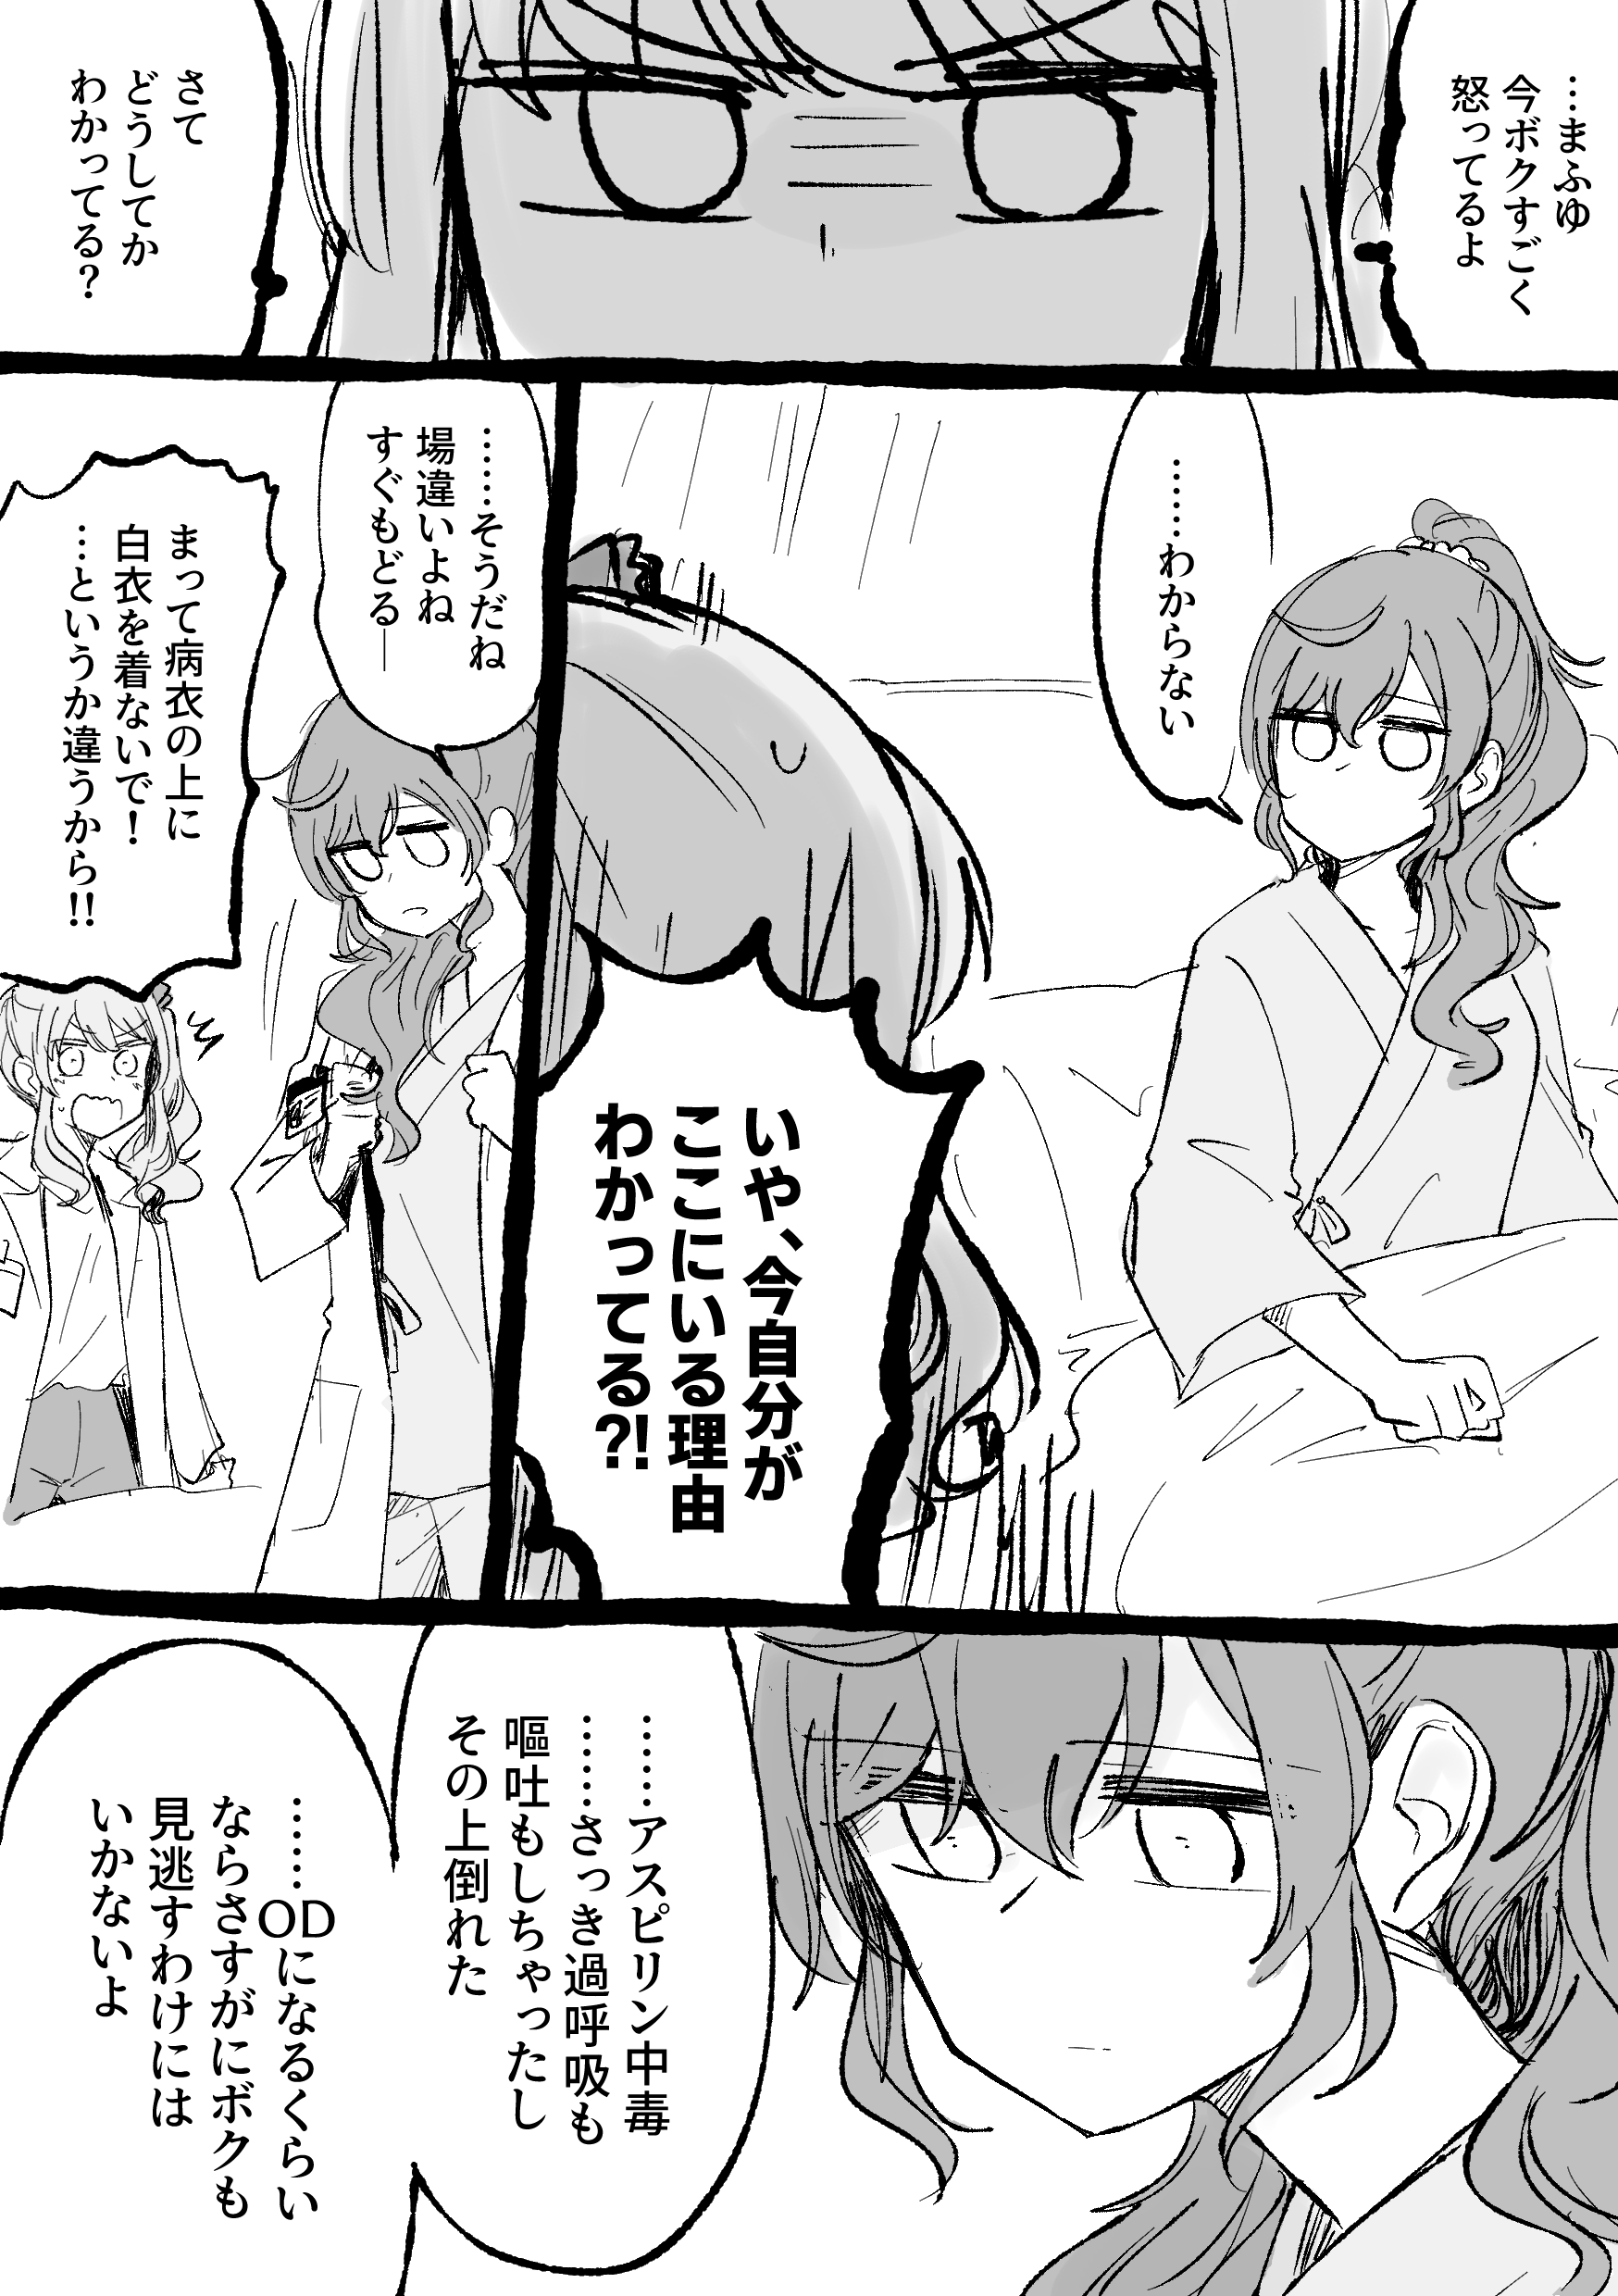 …まふゆ
今ボクすごく
怒ってるよ
さて
どうしてか
わかってる?
……わからない
いや、今自分が
ここにいる理由
わかってる?!
……そうだね
場違いよね
すぐもどる―
まって病衣の上に
白衣を着ないで!
…というか違うから!!
……アスピリン中毒
……さっき過呼吸も
嘔吐もしちゃったし
その上倒れた
……ODになるくらい
ならさすがにボクも
見逃すわけには
いかないよ